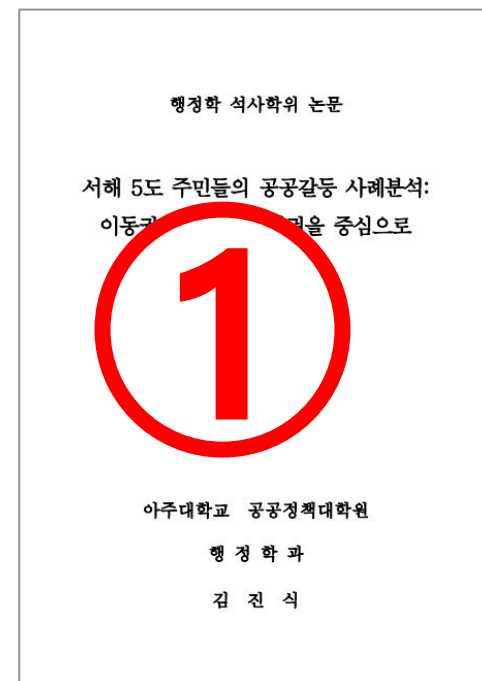 행정학 석사학위 논문
서해 5도 주민들의 공공갈등 사례분석:
이동권 중심으로
①
아주대학교 공공정책대학원
행 정 학 과
김 진 식